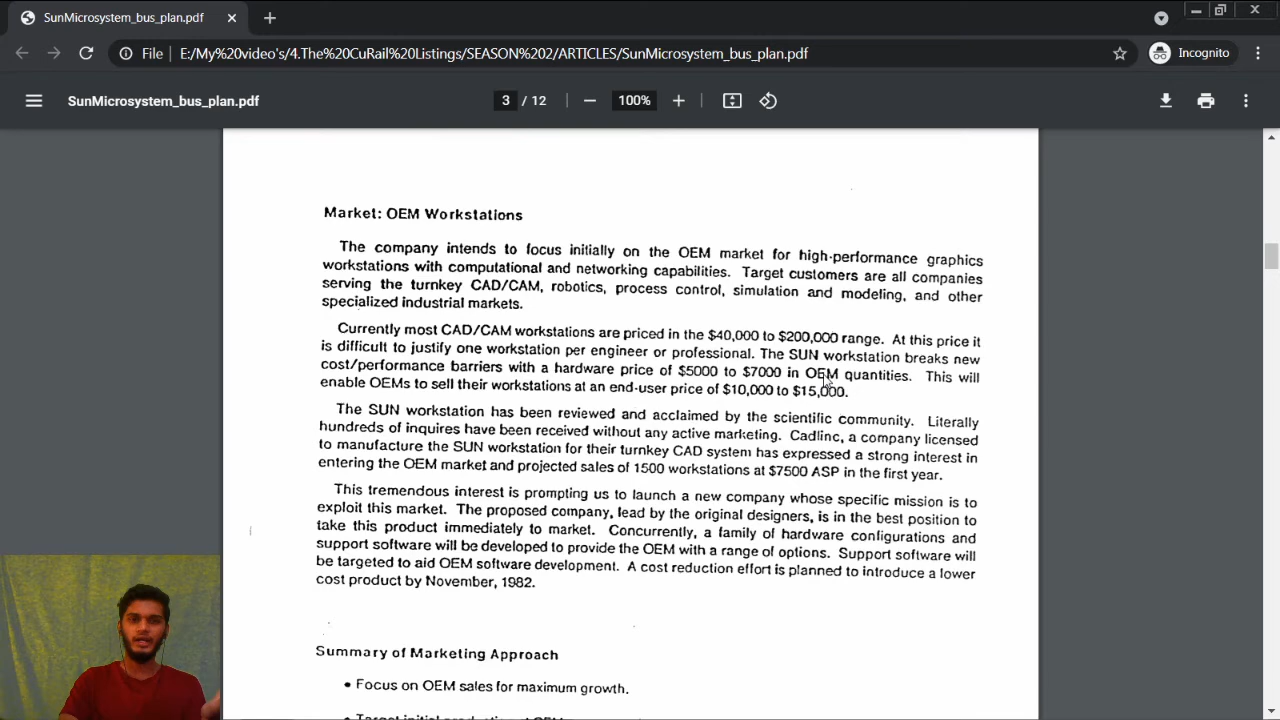 SunMicrosystem_bus_plan.pdf
File E:/My%20video's/4.The%20CuRail%20Listings/SEASON%202/ARTICLES/SunMicrosystem_bus_plan.pdf Incognito
SunMicrosystem_bus_plan.pdf 3 / 12 100%
Market: OEM Workstations
The company intends to focus initially on the OEM market for high-performance graphics
workstations with computational and networking capabilities. Target customers are all companies
serving the turnkey CAD/CAM, robotics, process control, simulation and modeling, and other
specialized industrial markets.
Currently most CAD/CAM workstations are priced in the $40,000 to $200,000 range. At this price it
is difficult to justify one workstation per engineer or professional. The SUN workstation breaks new
cost/performance barriers with a hardware price of $5000 to $7000 in OEM quantities. This will
enable OEMs to sell their workstations at an end-user price of $10,000 to $15,000.
The SUN workstation has been reviewed and acclaimed by the scientific community. Literally
hundreds of inquires have been received without any active marketing. Cadlinc, a company licensed
to manufacture the SUN workstation for their turnkey CAD system has expressed a strong interest in
entering the OEM market and projected sales of 1500 workstations at $7500 ASP in the first year.
This tremendous interest is prompting us to launch a new company whose specific mission is to
exploit this market. The proposed company, lead by the original designers, is in the best position to
take this product immediately to market. Concurrently, a family of hardware configurations and
support software will be developed to provide the OEM with a range of options. Support software will
be targeted to aid OEM software development. A cost reduction effort is planned to introduce a lower
cost product by November, 1982.
Summary of Marketing Approach
• Focus on OEM sales for maximum growth.